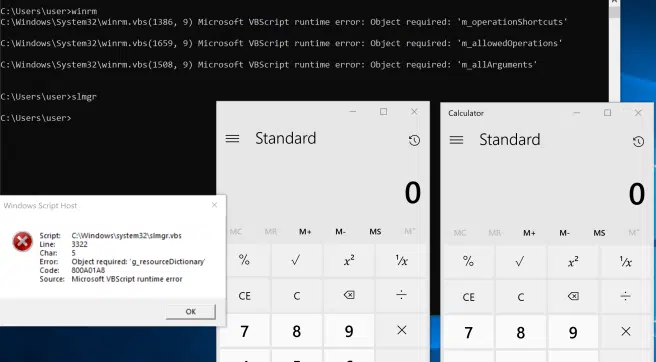 C:\Users\user>winrm
C:\Windows\System32\winrm.vbs(1386, 9) Microsoft VBScript runtime error: Object required: 'm_operationShortcuts'
C:\Windows\System32\winrm.vbs(1659, 9) Microsoft VBScript runtime error: Object required: 'm_allowedOperations'
C:\Windows\System32\winrm.vbs(1508, 9) Microsoft VBScript runtime error: Object required: 'm_allArguments'
C:\Users\user>slmgr
C:\Users\user>
Windows Script Host
Script: C:\Windows\system32\slmgr.vbs
Line: 3322
Char: 5
Error: Object required: 'g_resourceDictionary'
Code: 800A01A8
Source: Microsoft VBScript runtime error
OK
Standard
0
MC MR M+ M- MS M˅
% √ x² ¹/x
CE C ÷
7 8 9 ×
Calculator
Standard
0
MC MR M+ M- MS M˅
% √ x² ¹/x
CE C ÷
7 8 9 ×